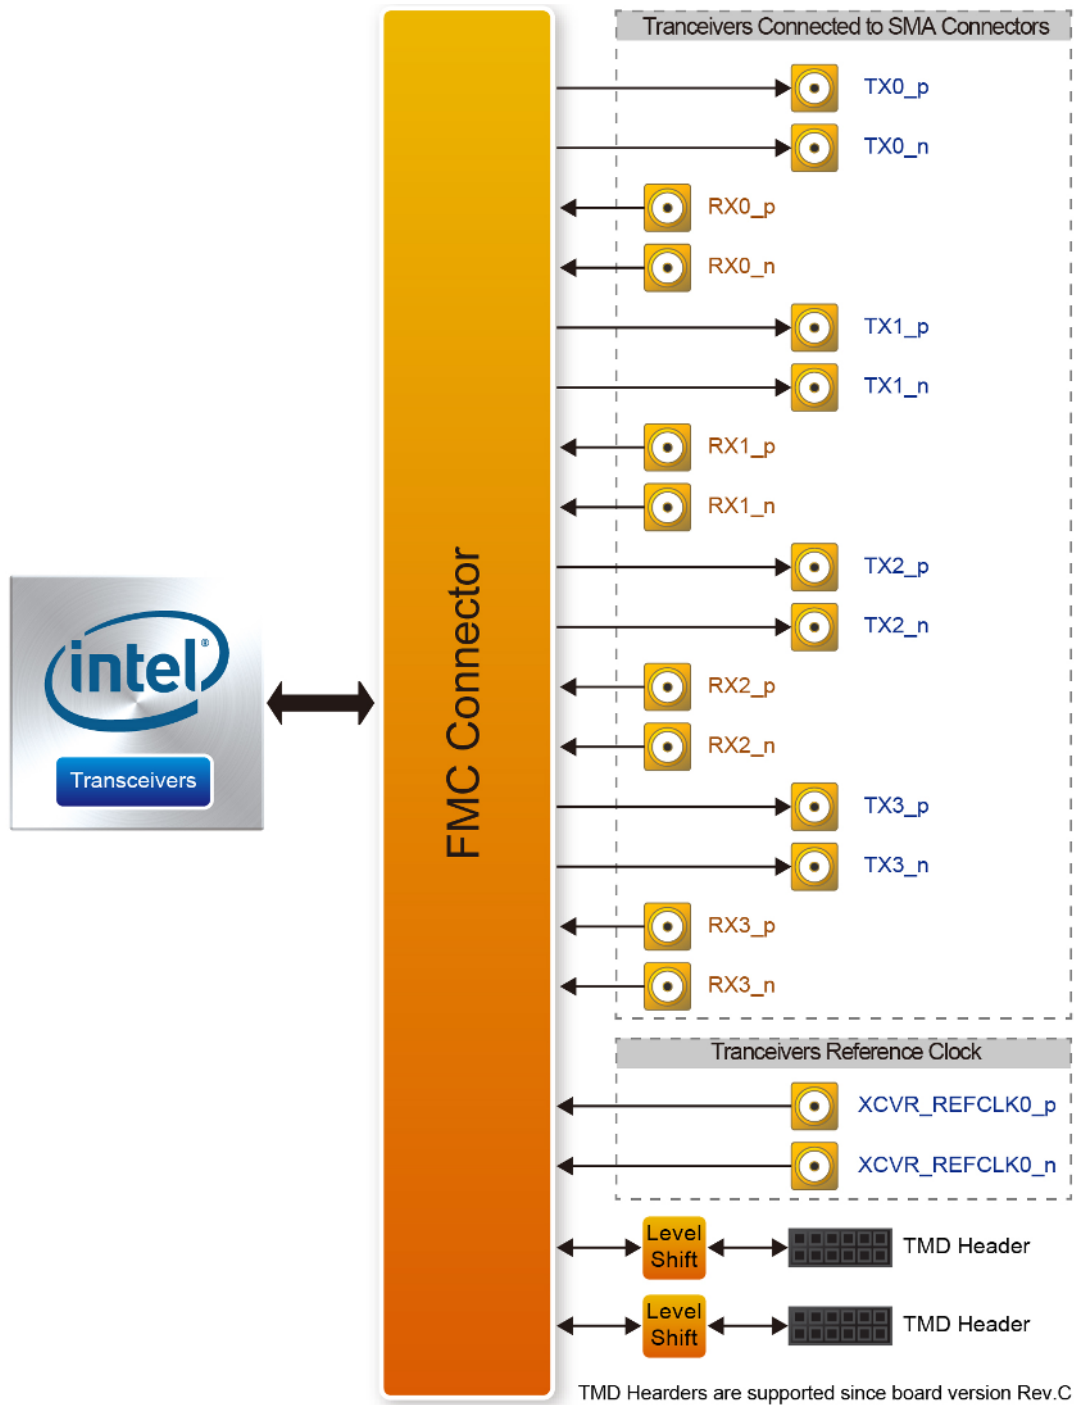 Tranceivers Connected to SMA Connectors
TX0_p
TX0_n
RX0_p
RX0_n
TX1_p
TX1_n
RX1_p
RX1_n
TX2_p
TX2_n
RX2_p
RX2_n
TX3_p
TX3_n
RX3_p
RX3_n
intel®
Transceivers
FMC Connector
Tranceivers Reference Clock
XCVR_REFCLK0_p
XCVR_REFCLK0_n
Level
Shift
TMD Header
Level
Shift
TMD Header
TMD Hearders are supported since board version Rev.C